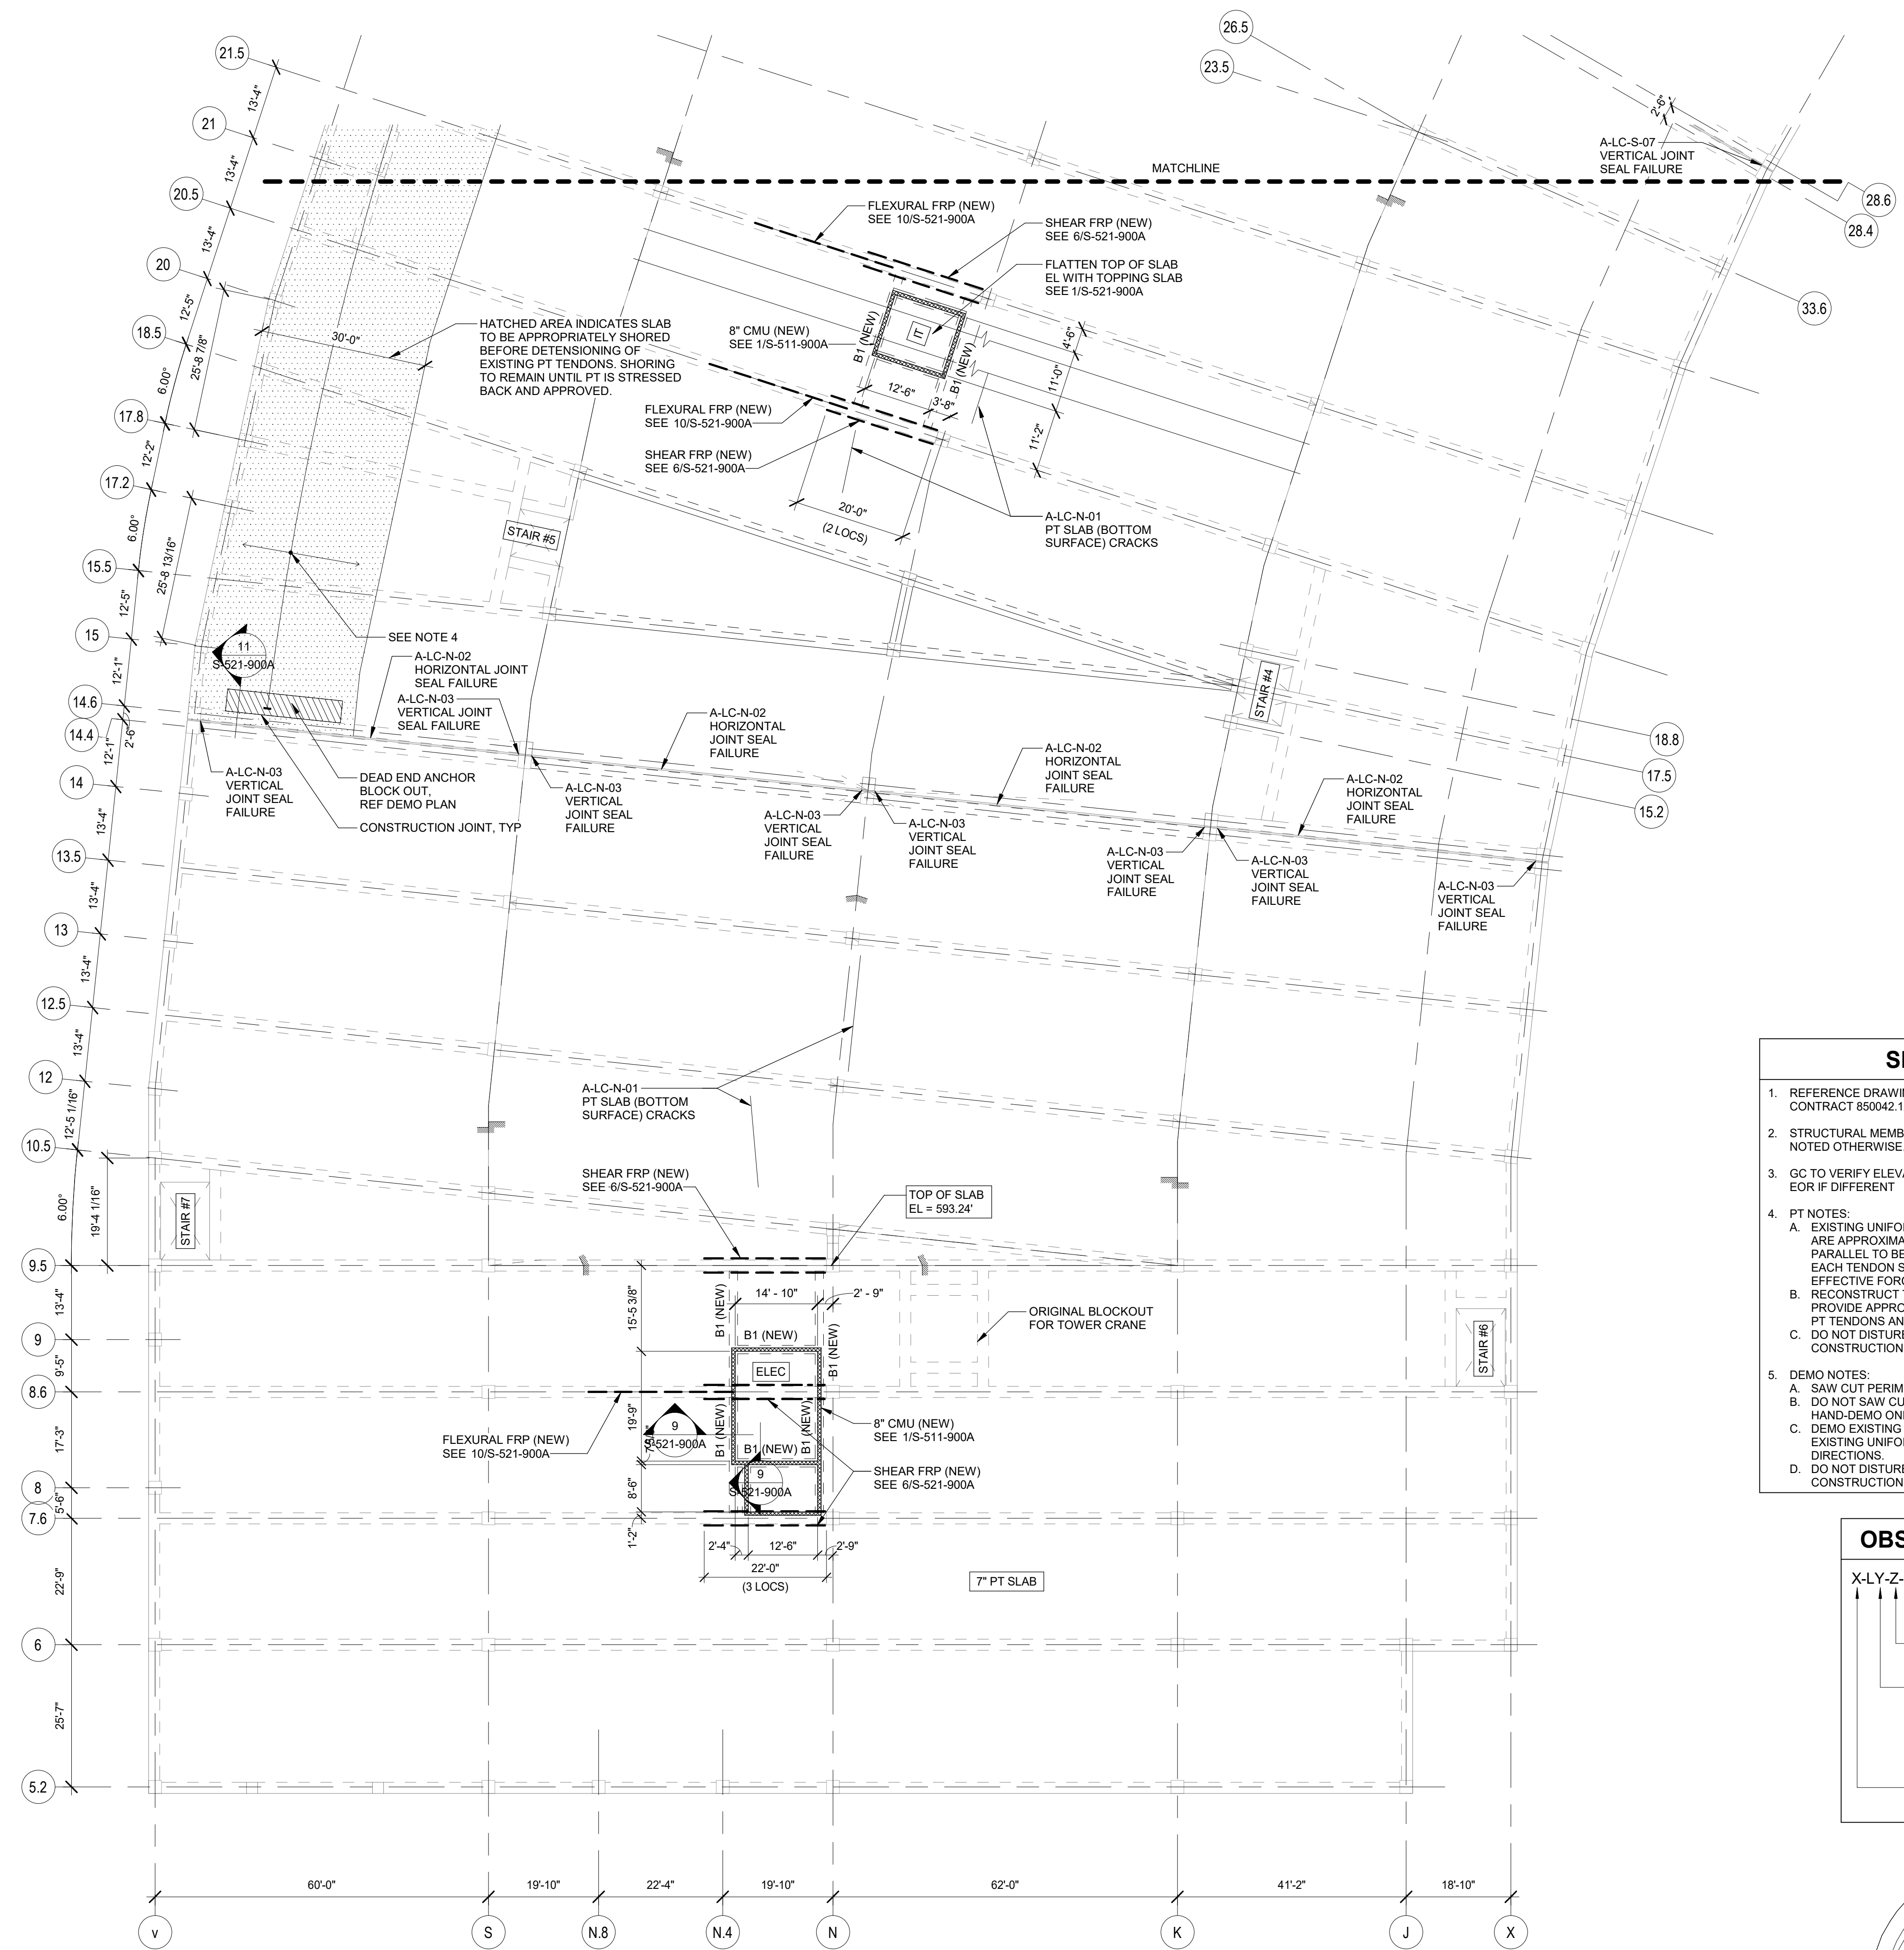 26.5
23.5
21.5
13'-4"
21
13'-4"
20.5
13'-4"
20
12'-5"
18.5
6.00°
25'-8 7/8"
17.8
12'-2"
17.2
6.00°
25'-8 13/16"
15.5
12'-5"
15
12'-1"
14.6
14.4
2'-6"
12'-1"
14
13'-4"
13.5
13'-4"
13
13'-4"
12.5
13'-4"
12
12'-5 1/16"
10.5
6.00°
19'-4 1/16"
9.5
13'-4"
9
9'-5"
8.6
17'-3"
8
5'-6"
7.6
22'-9"
6
25'-7"
5.2
2'-6"
A-LC-S-07
VERTICAL JOINT
SEAL FAILURE
MATCHLINE
28.6
28.4
33.6
FLEXURAL FRP (NEW)
SEE 10/S-521-900A
SHEAR FRP (NEW)
SEE 6/S-521-900A
FLATTEN TOP OF SLAB
EL WITH TOPPING SLAB
SEE 1/S-521-900A
8" CMU (NEW)
SEE 1/S-511-900A
B1 (NEW)
IT
B1 (NEW)
12'-6"
3'-8"
4'-6"
11'-0"
11'-2"
30'-0"
HATCHED AREA INDICATES SLAB
TO BE APPROPRIATELY SHORED
BEFORE DETENSIONING OF
EXISTING PT TENDONS. SHORING
TO REMAIN UNTIL PT IS STRESSED
BACK AND APPROVED.
FLEXURAL FRP (NEW)
SEE 10/S-521-900A
SHEAR FRP (NEW)
SEE 6/S-521-900A
20'-0"
(2 LOCS)
A-LC-N-01
PT SLAB (BOTTOM
SURFACE) CRACKS
STAIR #5
STAIR #4
SEE NOTE 4
11
S-521-900A
A-LC-N-02
HORIZONTAL JOINT
SEAL FAILURE
A-LC-N-03
VERTICAL JOINT
SEAL FAILURE
A-LC-N-02
HORIZONTAL
JOINT SEAL
FAILURE
A-LC-N-02
HORIZONTAL
JOINT SEAL
FAILURE
A-LC-N-02
HORIZONTAL
JOINT SEAL
FAILURE
18.8
17.5
15.2
A-LC-N-03
VERTICAL
JOINT SEAL
FAILURE
DEAD END ANCHOR
BLOCK OUT,
REF DEMO PLAN
CONSTRUCTION JOINT, TYP
A-LC-N-03
VERTICAL
JOINT SEAL
FAILURE
A-LC-N-03
VERTICAL
JOINT SEAL
FAILURE
A-LC-N-03
VERTICAL
JOINT SEAL
FAILURE
A-LC-N-03
VERTICAL
JOINT SEAL
FAILURE
A-LC-N-03
VERTICAL
JOINT SEAL
FAILURE
A-LC-N-03
VERTICAL
JOINT SEAL
FAILURE
A-LC-N-01
PT SLAB (BOTTOM
SURFACE) CRACKS
SHEAR FRP (NEW)
SEE 6/S-521-900A
TOP OF SLAB
EL = 593.24'
STAIR #7
STAIR #6
15'-5 3/8"
14' - 10"
2' - 9"
B1 (NEW)
B1 (NEW)
B1 (NEW)
ELEC
ORIGINAL BLOCKOUT
FOR TOWER CRANE
19'-9"
FLEXURAL FRP (NEW)
SEE 10/S-521-900A
9
S-521-900A
B1 (NEW)
B1 (NEW)
B1 (NEW)
8" CMU (NEW)
SEE 1/S-511-900A
9
S-521-900A
SHEAR FRP (NEW)
SEE 6/S-521-900A
8'-6"
1'-2"
2'-4"
12'-6"
2'-9"
22'-0"
(3 LOCS)
7" PT SLAB
60'-0"
19'-10"
22'-4"
19'-10"
62'-0"
41'-2"
18'-10"
v
S
N.8
N.4
N
K
J
X
1. REFERENCE DRAWI
CONTRACT 850042.1
2. STRUCTURAL MEMB
NOTED OTHERWISE.
3. GC TO VERIFY ELEVA
EOR IF DIFFERENT
4. PT NOTES:
A. EXISTING UNIFO
ARE APPROXIMA
PARALLEL TO BE
EACH TENDON S
EFFECTIVE FORC
B. RECONSTRUCT T
PROVIDE APPRO
PT TENDONS AN
C. DO NOT DISTURB
CONSTRUCTION
5. DEMO NOTES:
A. SAW CUT PERIM
B. DO NOT SAW CU
HAND-DEMO ONL
C. DEMO EXISTING
EXISTING UNIFO
DIRECTIONS.
D. DO NOT DISTURB
CONSTRUCTION
OBS
X-LY-Z-